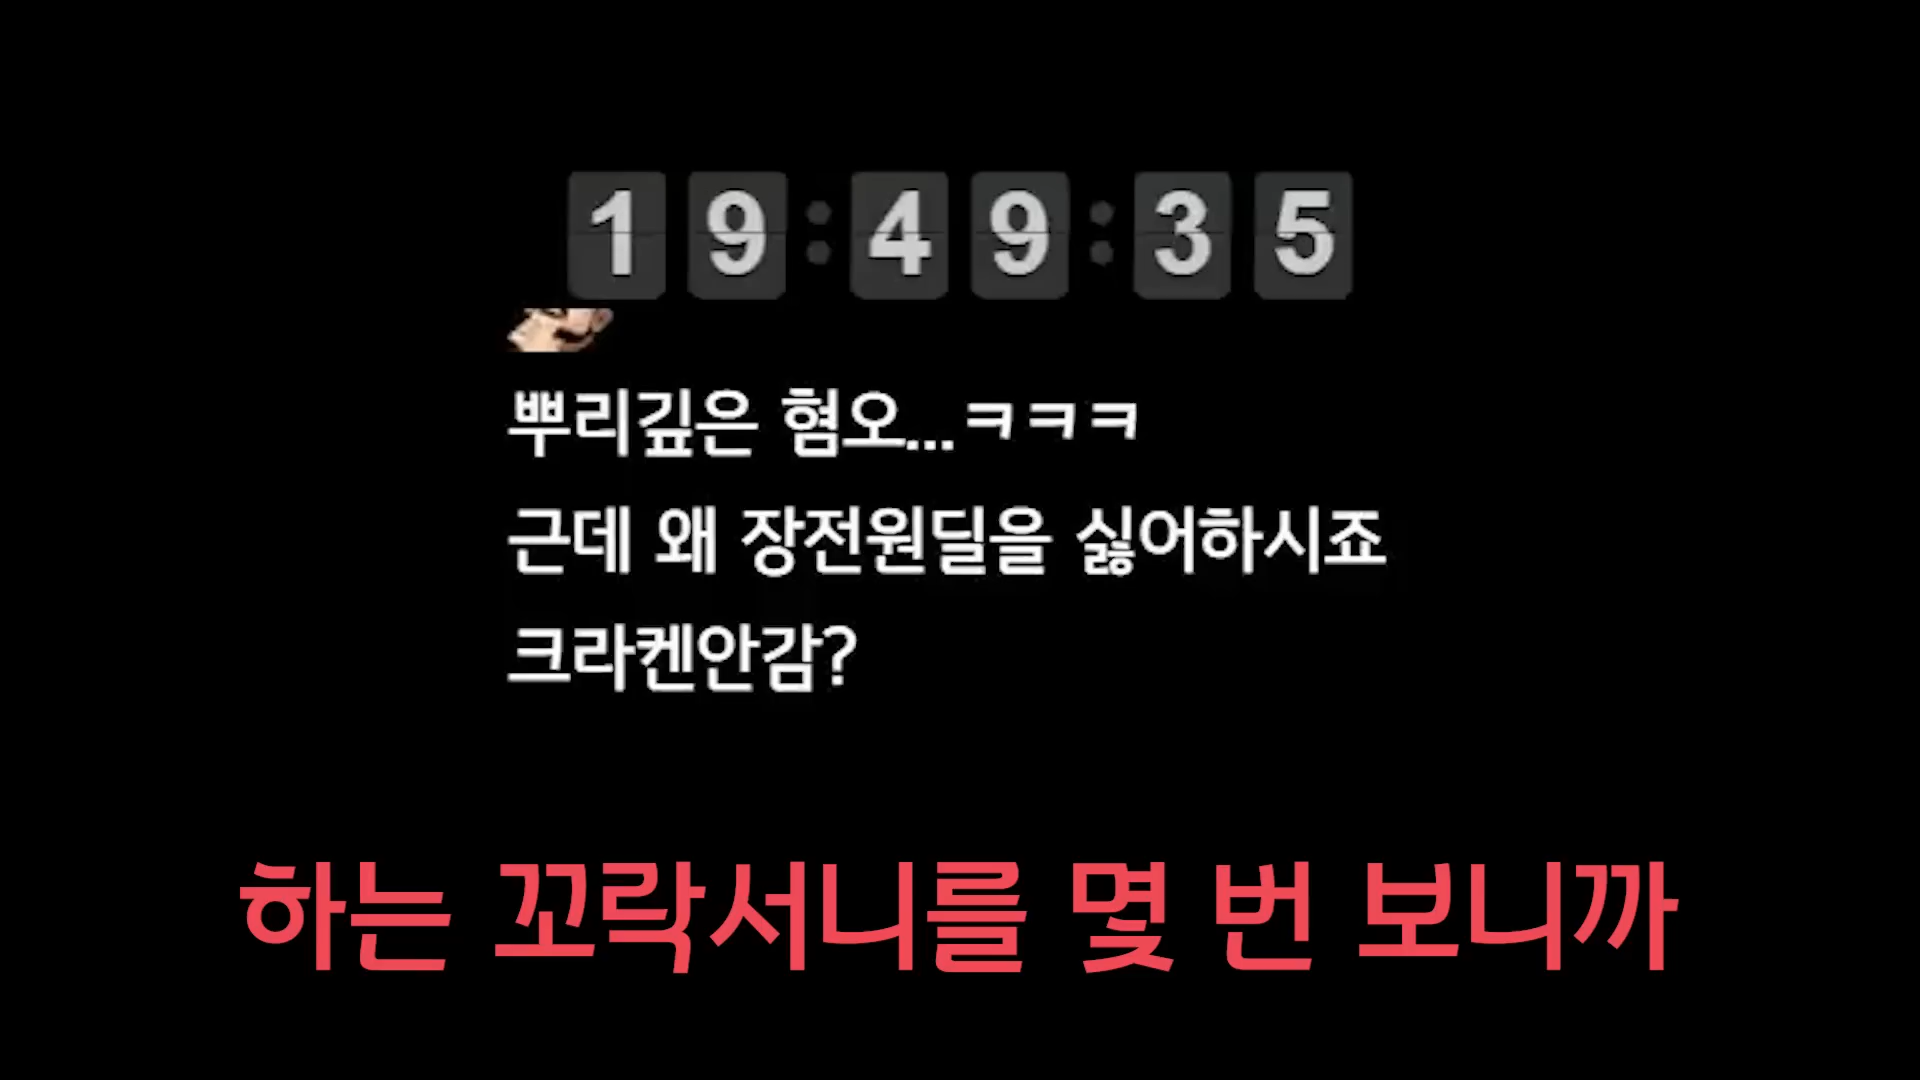 19:49:35
뿌리깊은 혐오...ㅋㅋㅋ
근데 왜 장전원딜을 싫어하시죠
크라켄안감?
하는 꼬락서니를 몇 번 보니까